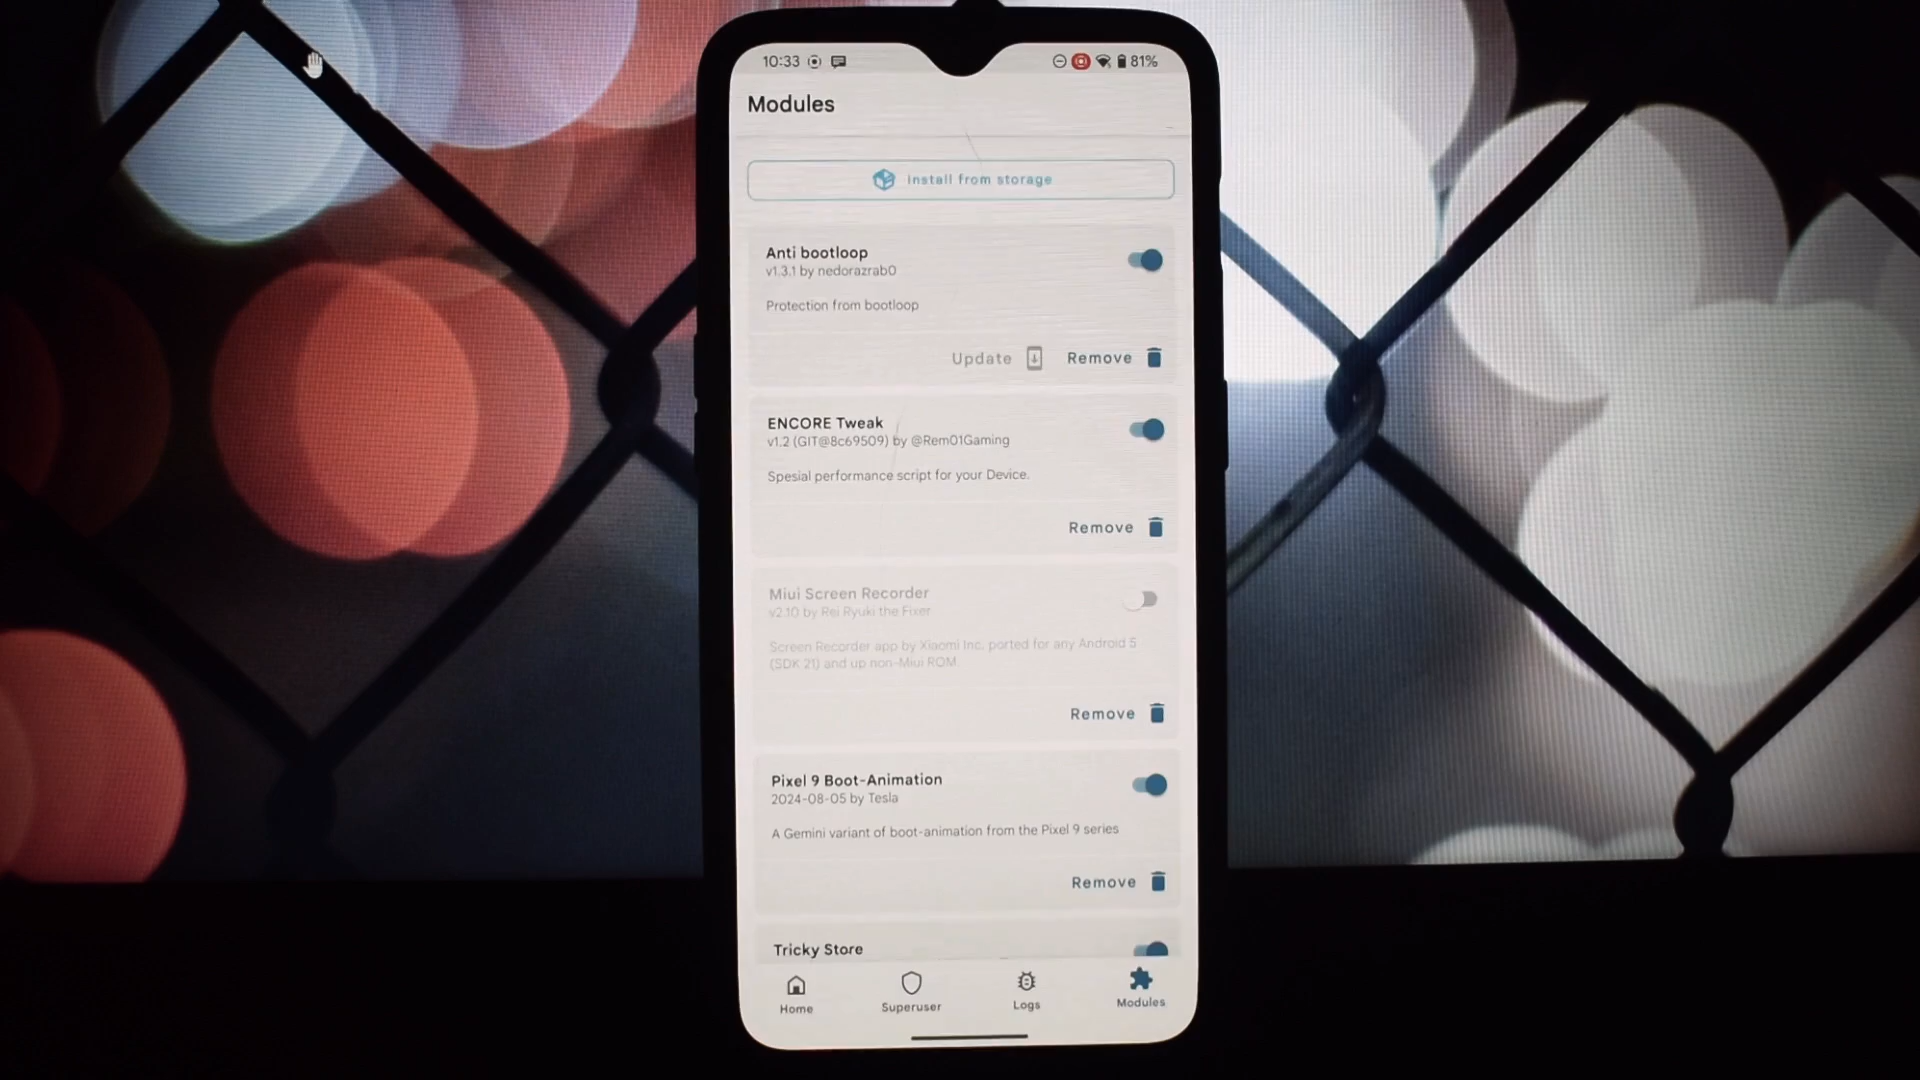 10:33 81%
Modules
Install from storage
Anti bootloop
v1.3.1 by nedorazrab0
Protection from bootloop
Update Remove
ENCORE Tweak
v1.2 (GIT@8c69509) by @Rem01Gaming
Spesial performance script for your Device.
Remove
Miui Screen Recorder
v2.10 by Rei Ryuki the Fixer
Screen Recorder app by Xiaomi Inc. ported for any Android 5
(SDK 21) and up non-Miui ROM
Remove
Pixel 9 Boot-Animation
2024-08-05 by Tesla
A Gemini variant of boot-animation from the Pixel 9 series
Remove
Tricky Store
Home Superuser Logs Modules